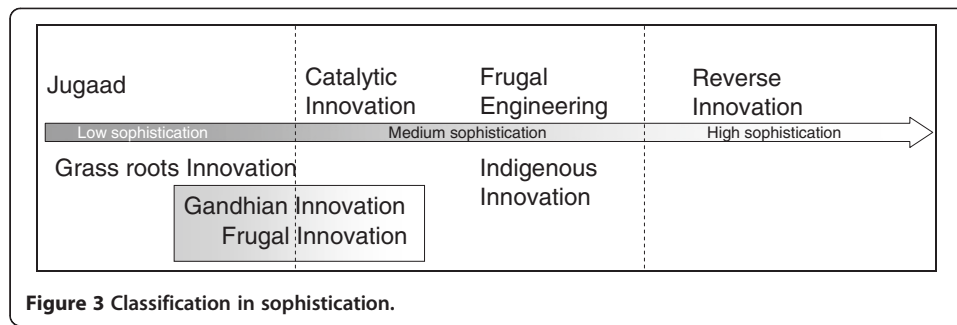 Jugaad
Catalytic
Innovation
Frugal
Engineering
Reverse
Innovation
Low sophistication
Medium sophistication
High sophistication
Grass roots Innovation
Indigenous
Innovation
Gandhian Innovation
Frugal Innovation
Figure 3 Classification in sophistication.